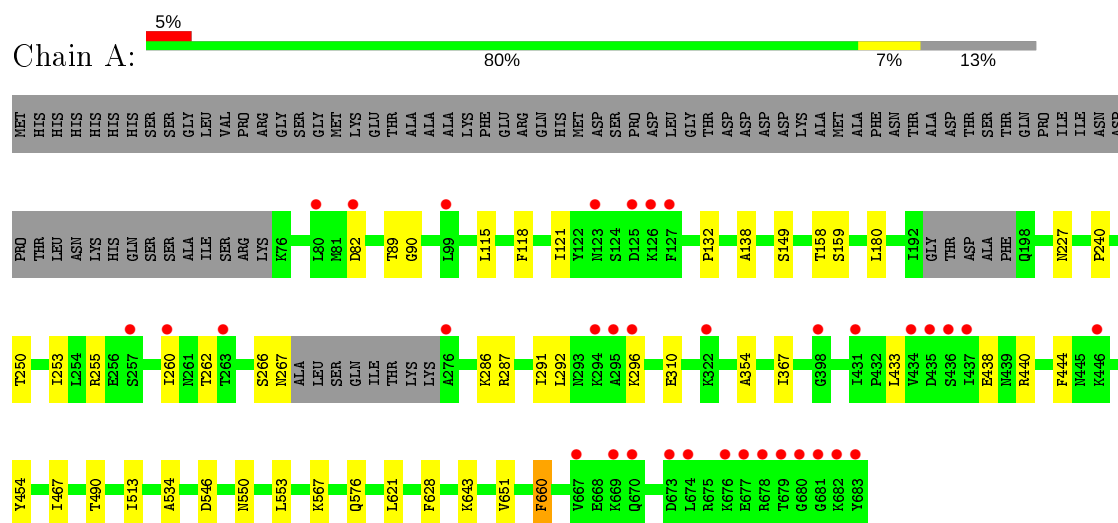 5%
Chain A:
80% 7% 13%
MET HIS HIS HIS HIS HIS HIS SER SER GLY LEU VAL PRO ARG GLY SER GLY MET LYS GLU THR ALA ALA ALA LYS PHE GLU ARG GLN HIS MET ASP SER PRO ASP LEU GLY THR ASP ASP ASP ASP LYS ALA MET ALA PHE ASN THR ALA ASP THR SER THR GLN PRO ILE ILE ASN ASP
PRO THR LEU ASN LYS HIS GLN SER SER ALA ILE SER ARG LYS K76 L80 M81 D82 T89 G90 L99 L115 F118 I121 Y122 N123 S124 D125 K126 F127 P132 A138 S149 T158 S159 L180 I192 GLY THR ASP ALA PHE Q198 N227 P240
T250 I253 L254 R255 E256 S257 I260 N261 T262 T263 S266 N267 ALA LEU SER GLN ILE THR LYS LYS A276 K286 R287 I291 L292 N293 K294 A295 K296 E310 K322 A354 I367 G398 I431 P432 L433 V434 D435 S436 I437 E438 N439 R440 F444 N445 K446
Y454 I467 T490 I513 A534 D546 N550 L553 K567 Q576 L621 F628 K643 V651 F660 V667 E668 K669 Q670 D673 L674 R675 K676 E677 R678 T679 G680 G681 K682 Y683